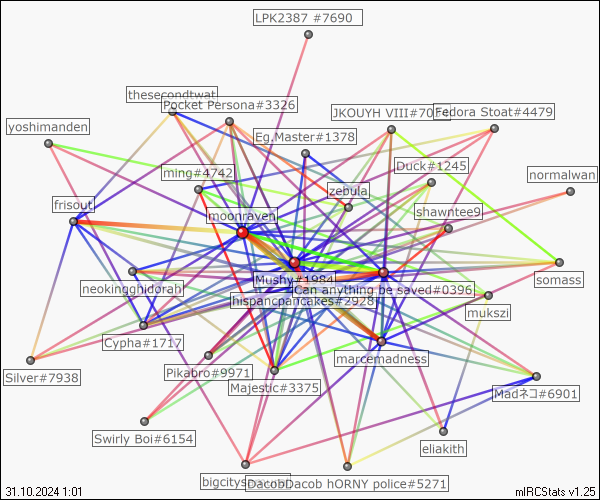 LPK2387 #7690
thesecondtwat
Pocket Persona#3326
JKOUYH VIII#70
Fedora Stoat#4479
yoshimanden
Eg.Master#1378
Duck#1245
ming#4742
normalwan
zebula
frisout
moonraven
shawntee9
Mushy#1984
somass
neokingghidorah
Can anything be saved#0396
hispancpancakes#2928
mukszi
Cypha#1717
marcemadness
Silver#7938
Pikabro#9971
Majestic#3375
Madネコ#6901
Swirly Boi#6154
eliakith
DacobDacob hORNY police#5271
31.10.2024 1:01
mIRCStats v1.25